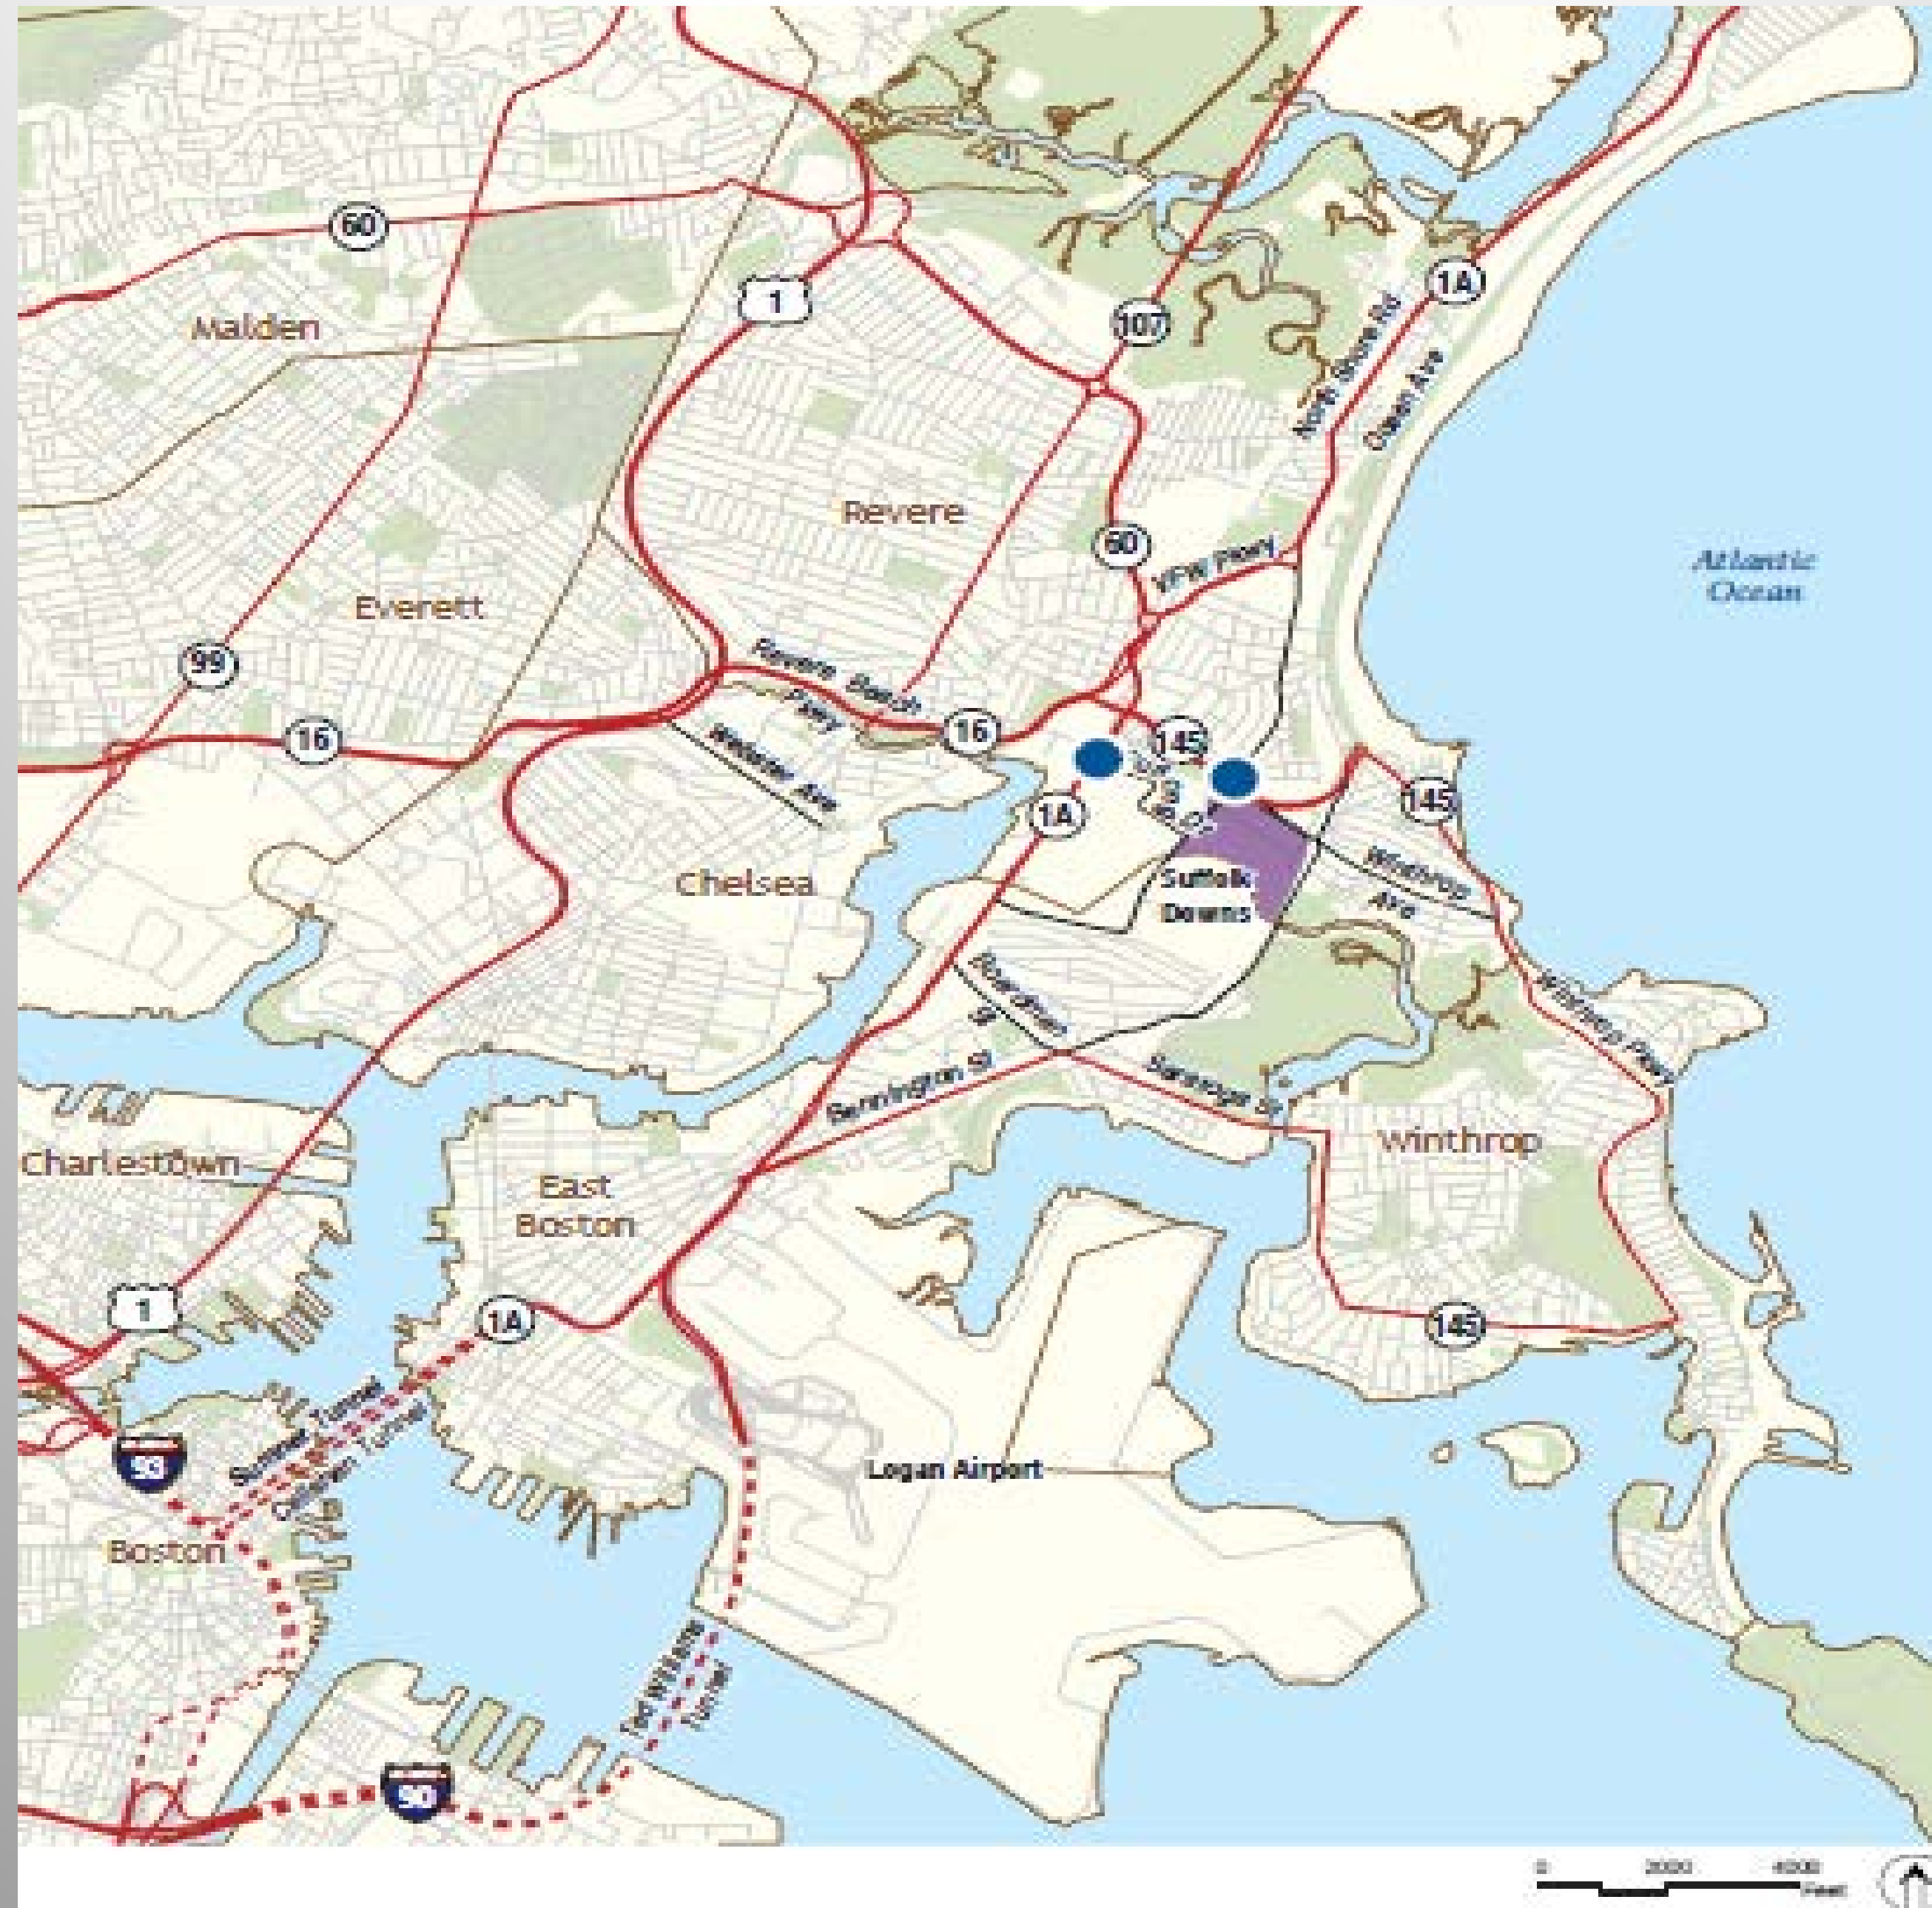 60
1
Malden
107
1A
North Shore Rd
Ocean Ave
Revere
60
VFW Pkwy
Atlantic
Ocean
Everett
99
Revere Beach
Pkwy
16
16
Webster Ave
145
145
1A
Chelsea
Suffolk
Downs
Winthrop
Ave
Boardman
St
Winthrop Pkwy
Bennington St
Saratoga St
Charlestown
East
Boston
Winthrop
1
1A
145
Sumner Tunnel
Callahan Tunnel
93
Logan Airport
Boston
Ted Williams
Tunnel
90
0 2000 4000
Feet